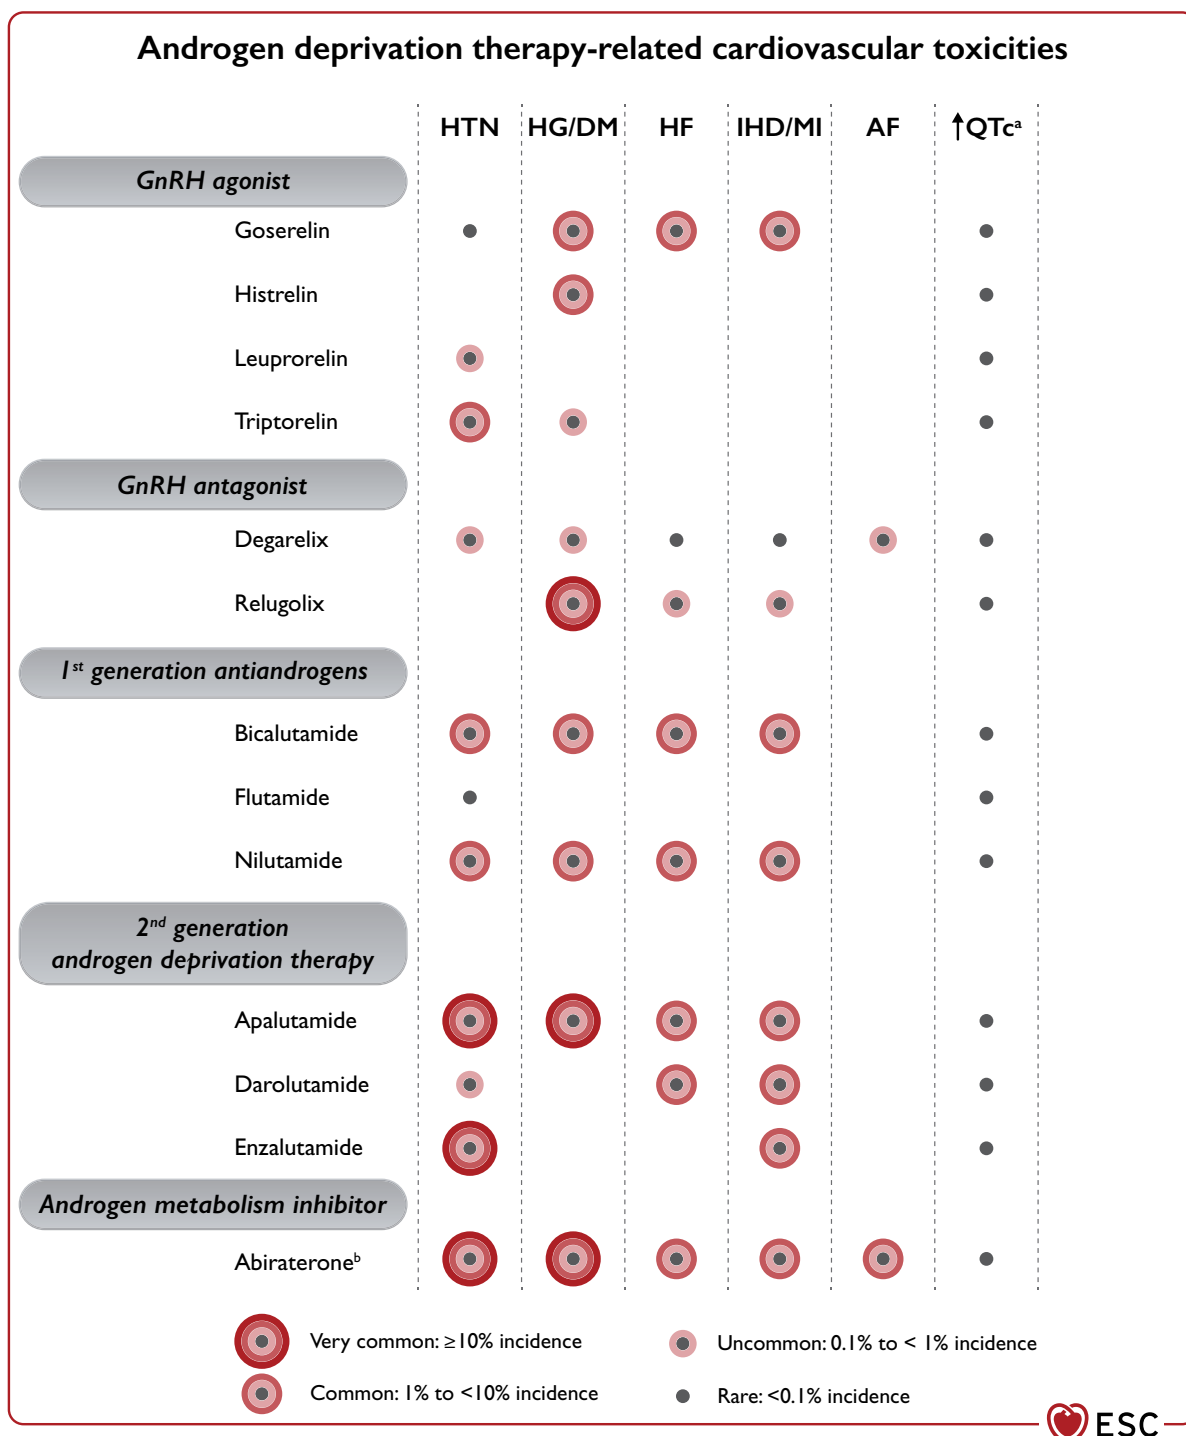 Androgen deprivation therapy-related cardiovascular toxicities
HTN HG/DM HF IHD/MI AF ↑QTcᵃ
GnRH agonist
Goserelin
Histrelin
Leuprorelin
Triptorelin
GnRH antagonist
Degarelix
Relugolix
1ˢᵗ generation antiandrogens
Bicalutamide
Flutamide
Nilutamide
2ⁿᵈ generation
androgen deprivation therapy
Apalutamide
Darolutamide
Enzalutamide
Androgen metabolism inhibitor
Abirateroneᵇ
Very common: ≥10% incidence
Uncommon: 0.1% to < 1% incidence
Common: 1% to <10% incidence
Rare: <0.1% incidence
ESC